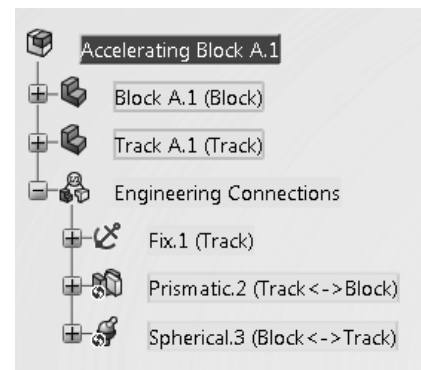 Accelerating Block A.1
Block A.1 (Block)
Track A.1 (Track)
Engineering Connections
Fix.1 (Track)
Prismatic.2 (Track<->Block)
Spherical.3 (Block<->Track)